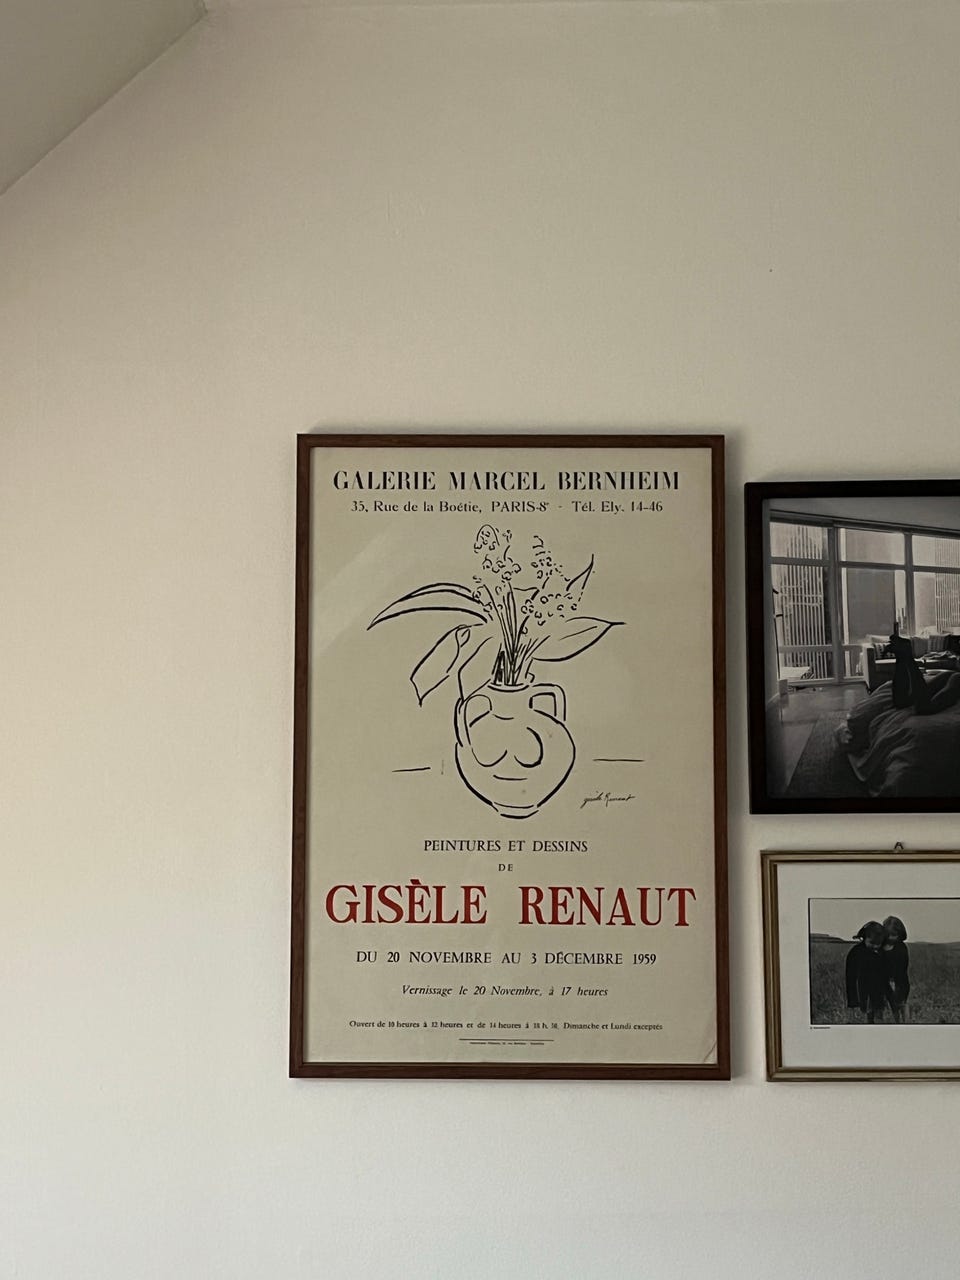 GALERIE MARCEL BERNHEIM
35, Rue de la Boétie, PARIS-8e - Tél. Ely. 14-46
gisèle Renaut
PEINTURES ET DESSINS
DE
GISÈLE RENAUT
DU 20 NOVEMBRE AU 3 DÉCEMBRE 1959
Vernissage le 20 Novembre, à 17 heures
Ouvert de 10 heures à 12 heures et de 14 heures à 18 h. 30, Dimanche et Lundi exceptés